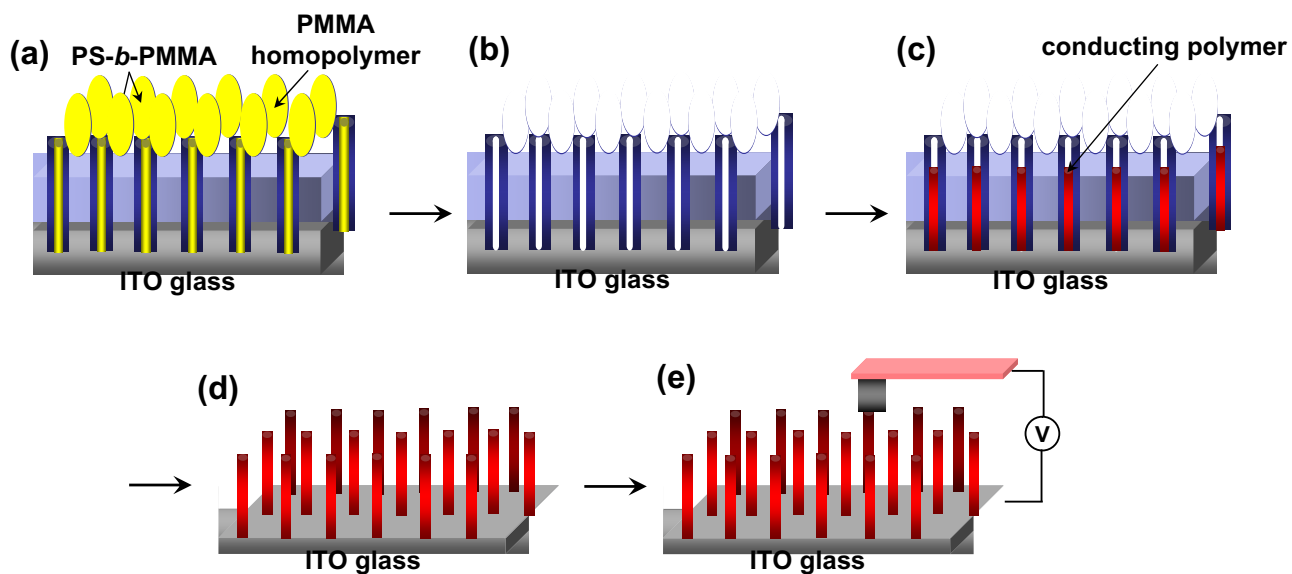 (a)
PS-b-PMMA
PMMA
homopolymer
ITO glass
(b)
ITO glass
(c)
conducting polymer
ITO glass
(d)
ITO glass
(e)
V
ITO glass